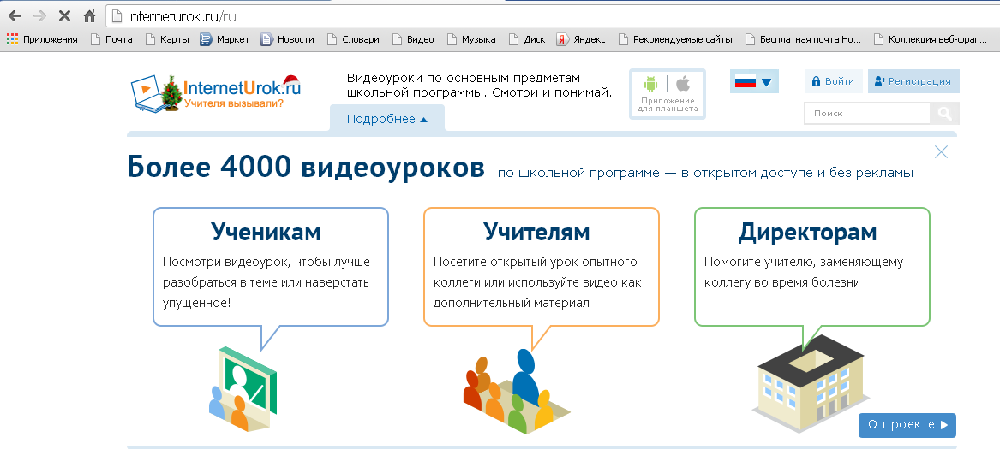 interneturok.ru/ru
Приложения Почта Карты Маркет Новости Словари Видео Музыка Диск Яндекс Рекомендуемые сайты Бесплатная почта Ho... Коллекция веб-фраг...
InternetUrok.ru
Учителя вызывали?
Видеоуроки по основным предметам
школьной программы. Смотри и понимай.
Подробнее
Приложение
для планшета
Войти
Регистрация
Поиск
Более 4000 видеоуроков по школьной программе — в открытом доступе и без рекламы
Ученикам
Посмотри видеоурок, чтобы лучше
разобраться в теме или наверстать
упущенное!
Учителям
Посетите открытый урок опытного
коллеги или используйте видео как
дополнительный материал
Директорам
Помогите учителю, заменяющему
коллегу во время болезни
О проекте